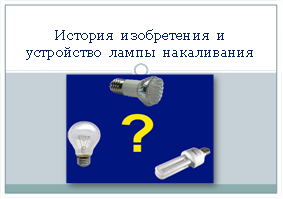 История изобретения и
устройство лампы накаливания
?